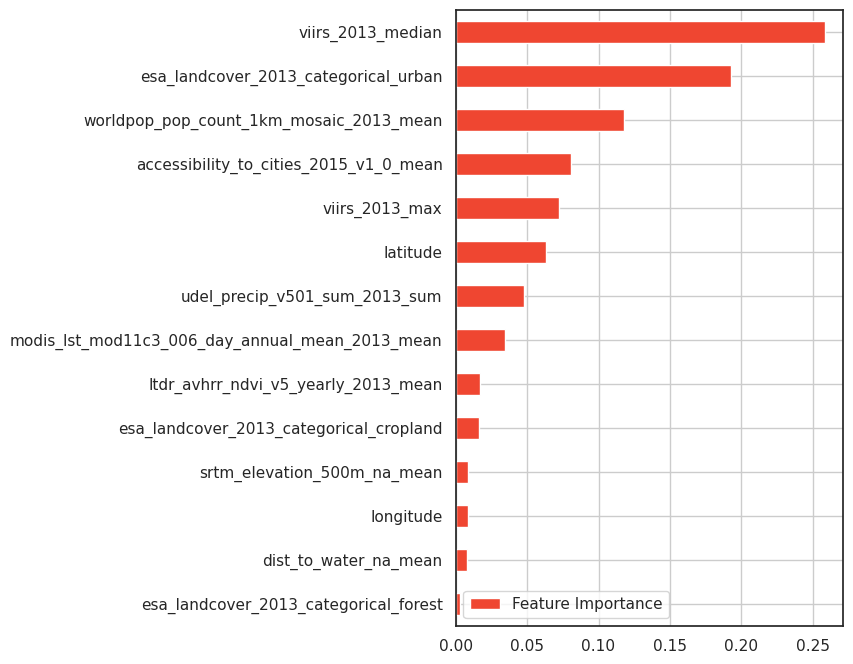 viirs_2013_median
esa_landcover_2013_categorical_urban
worldpop_pop_count_1km_mosaic_2013_mean
accessibility_to_cities_2015_v1_0_mean
viirs_2013_max
latitude
udel_precip_v501_sum_2013_sum
modis_lst_mod11c3_006_day_annual_mean_2013_mean
ltdr_avhrr_ndvi_v5_yearly_2013_mean
esa_landcover_2013_categorical_cropland
srtm_elevation_500m_na_mean
longitude
dist_to_water_na_mean
esa_landcover_2013_categorical_forest
Feature Importance
0.00 0.05 0.10 0.15 0.20 0.25